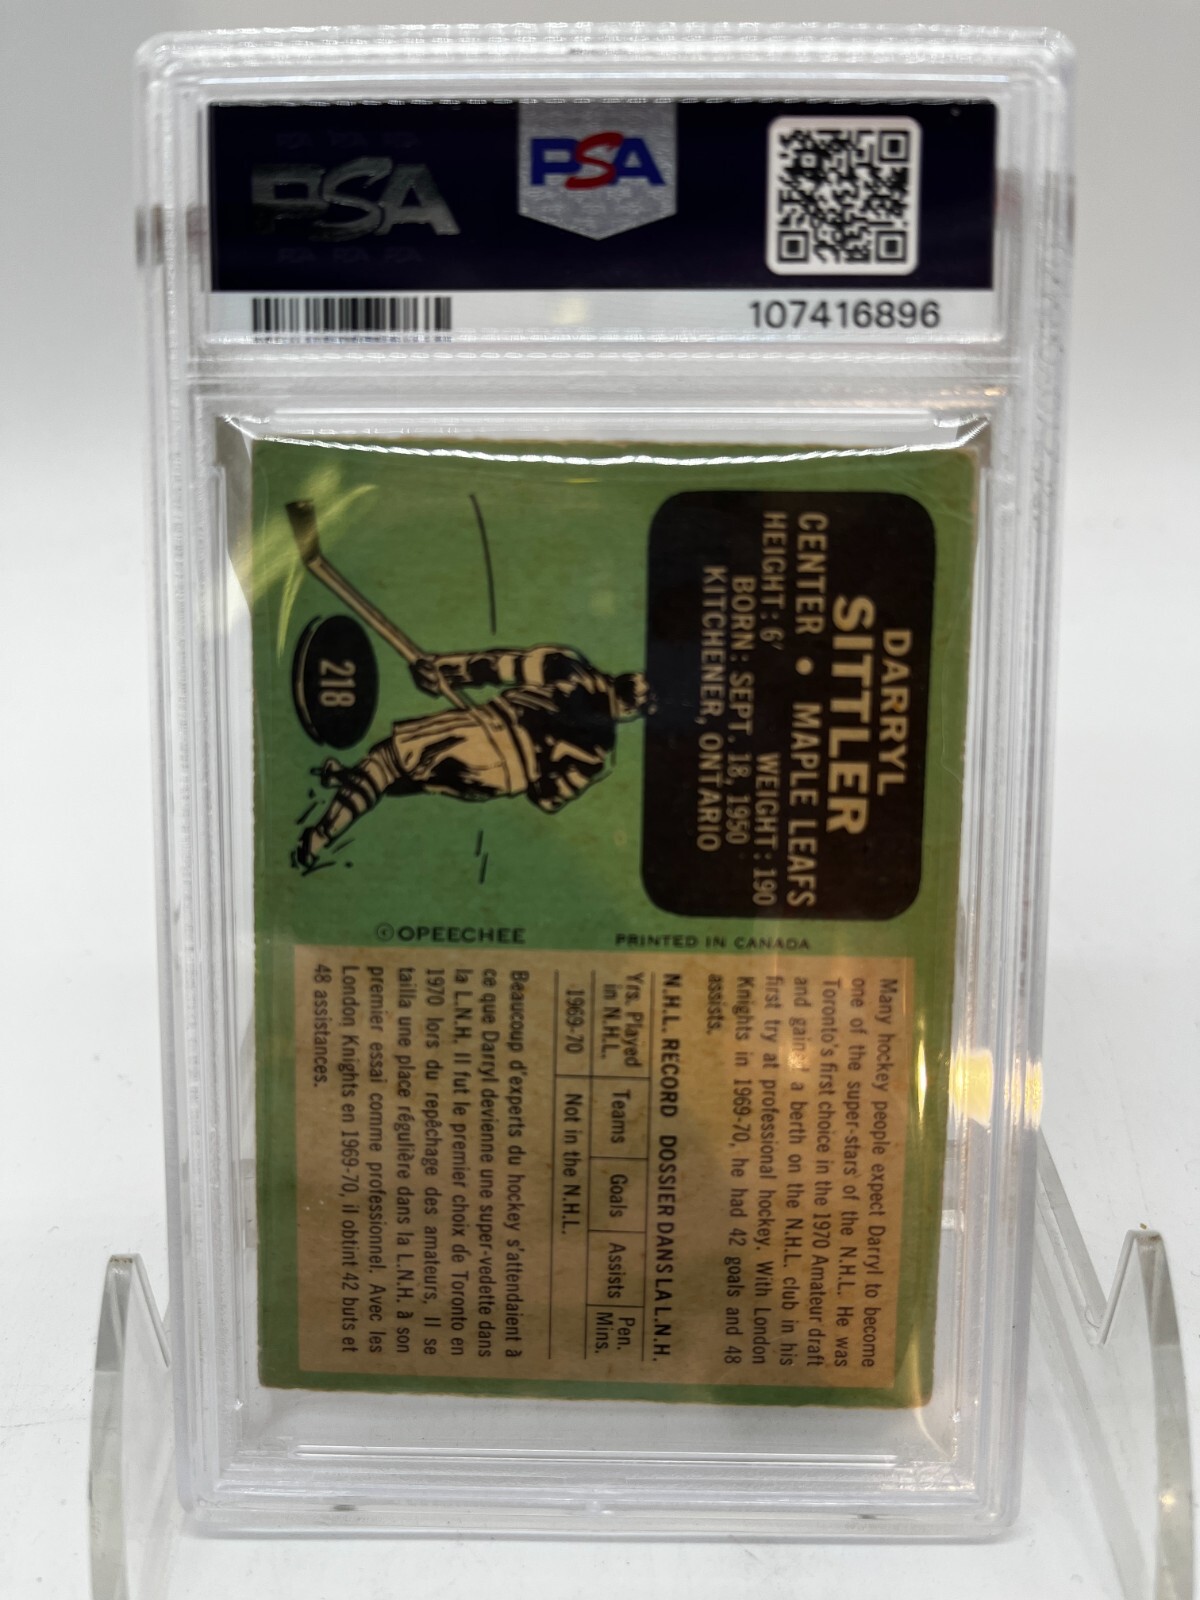 PSA
PSA
107416896
DARRYL
SITTLER
CENTER • MAPLE LEAFS
HEIGHT: 6' WEIGHT: 190
BORN: SEPT. 18, 1950
KITCHENER, ONTARIO
218
©OPEECHEE
PRINTED IN CANADA
Many hockey people expect Darryl to become
one of the super-stars of the N.H.L. He was
Toronto's first choice in the 1970 Amateur draft
and gained a berth on the N.H.L. club in his
first try at professional hockey. With London
Knights in 1969-70, he had 42 goals and 48
assists.
N.H.L. RECORD DOSSIER DANS LA L.N.H.
Yrs. Played in N.H.L. Teams Goals Assists Pen. Mins.
1969-70 Not in the N.H.L.
Beaucoup d'experts du hockey s'attendaient à
ce que Darryl devienne une super-vedette dans
la L.N.H. Il fut le premier choix de Toronto en
1970 lors du repêchage des amateurs, Il se
tailla une place régulière dans la L.N.H. à son
premier essai comme professionnel. Avec les
London Knights en 1969-70, il obtint 42 buts et
48 assistances.